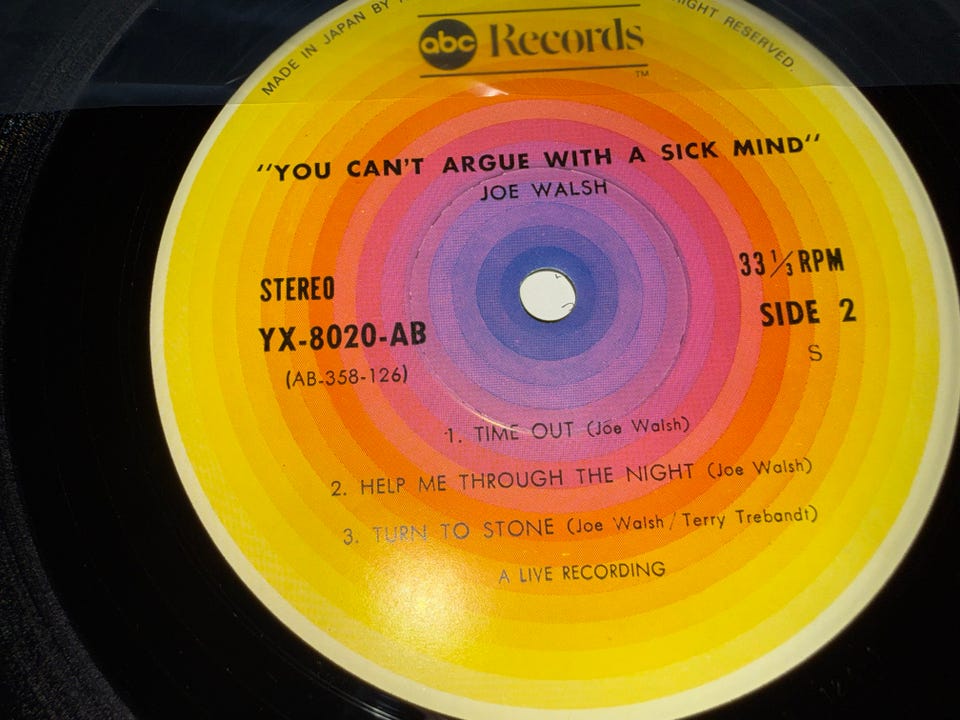 MADE IN JAPAN BY
RIGHT RESERVED.
abc Records
TM
"YOU CAN'T ARGUE WITH A SICK MIND"
JOE WALSH
STEREO
33 1/3 RPM
YX-8020-AB
SIDE 2
(AB-358-126)
S
1. TIME OUT (Joe Walsh)
2. HELP ME THROUGH THE NIGHT (Joe Walsh)
3. TURN TO STONE (Joe Walsh / Terry Trebandt)
A LIVE RECORDING